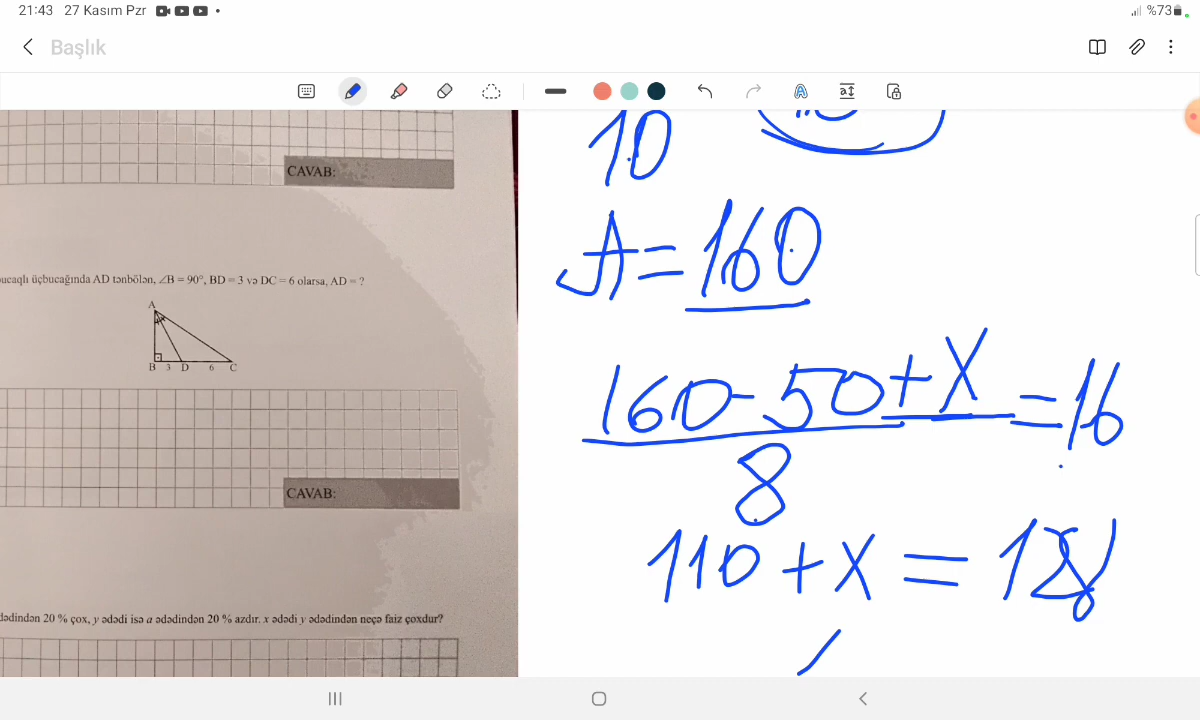 21:43 27 Kasım Pzr %73
Başlık
CAVAB:
bucaqlı üçbucağında AD tənbölən, ∠B = 90°, BD = 3 və DC = 6 olarsa, AD = ?
A
B 3 D 6 C
CAVAB:
ədədindən 20 % çox, y ədədi isə a ədədindən 20 % azdır. x ədədi y ədədindən neçə faiz çoxdur?
10
A = 160
160 - 50 + x = 16
8
110 + x = 128